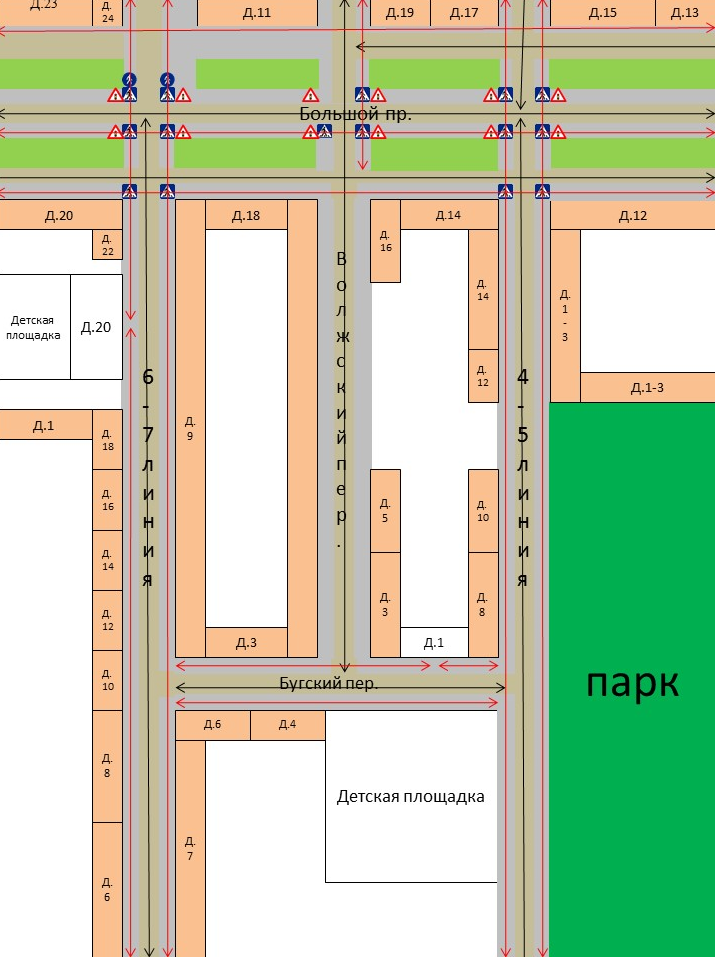 Д.23
Д.
24
Д.11
Д.19
Д.17
Д.15
Д.13
Большой пр.
Д.20
Д.
22
Д.18
Д.
16
Д.14
Д.
14
Д.12
Д.
1
-
3
Детская
площадка
Д.20
Д.
12
Д.1-3
Д.1
Д.
18
Д.
9
6
-
7
л
и
н
и
я
В
о
л
ж
с
к
и
й
п
е
р
.
4
-
5
л
и
н
и
я
Д.
16
Д.
5
Д.
10
Д.
14
Д.
12
Д.
3
Д.
8
Д.3
Д.1
Д.
10
Бугский пер.
парк
Д.6
Д.4
Д.
8
Детская площадка
Д.
7
Д.
6